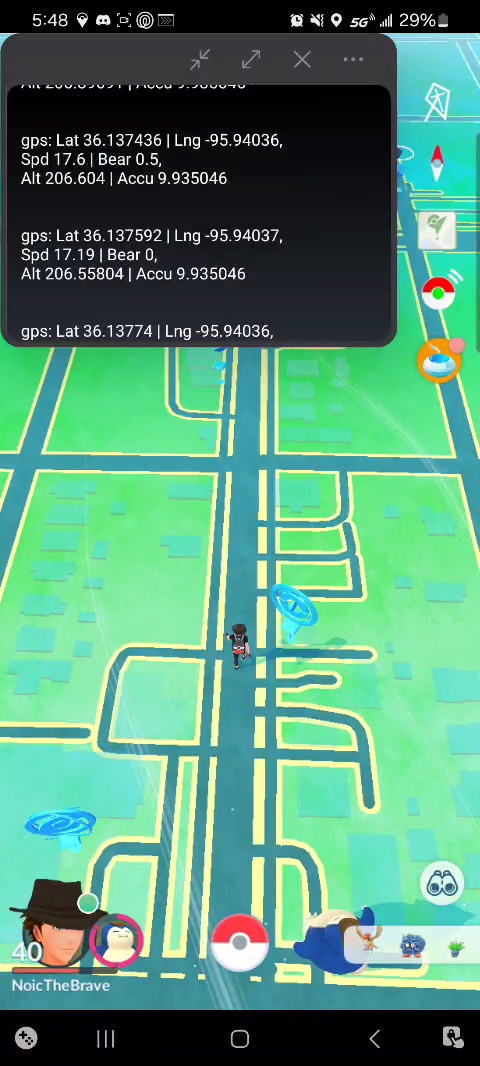 5:48
5G
29%
gps: Lat 36.137436 | Lng -95.94036,
Spd 17.6 | Bear 0.5,
Alt 206.604 | Accu 9.935046
gps: Lat 36.137592 | Lng -95.94037,
Spd 17.19 | Bear 0,
Alt 206.55804 | Accu 9.935046
gps: Lat 36.13774 | Lng -95.94036,
40
NoicTheBrave